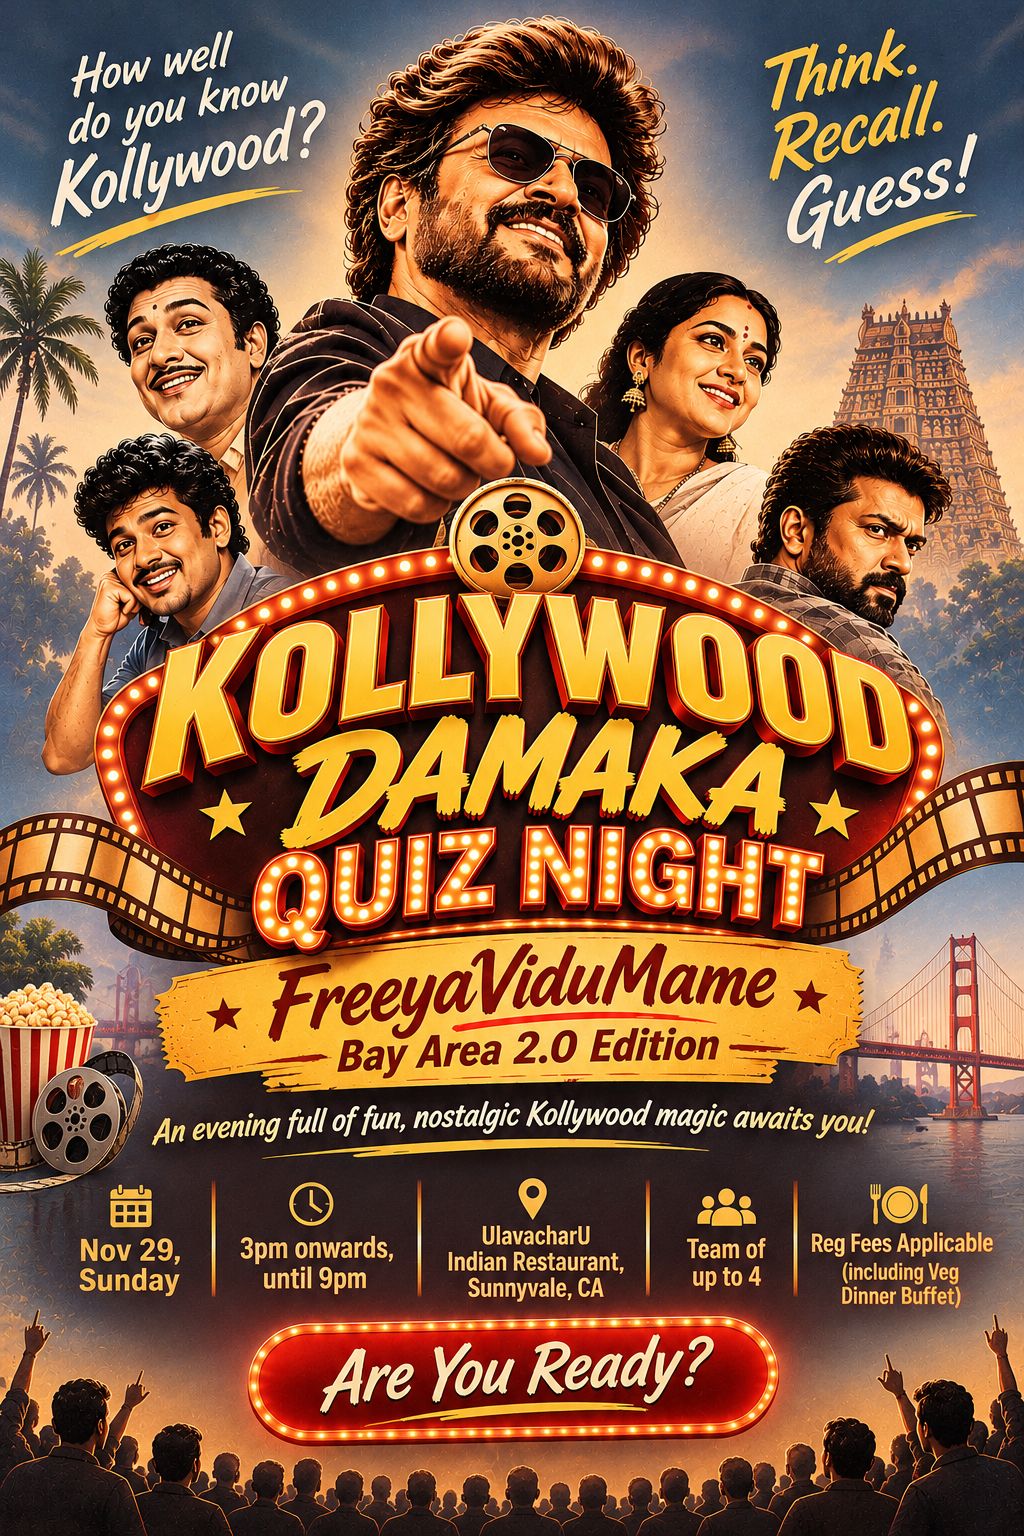 How well
do you know
Kollywood?
Think.
Recall.
Guess!
KOLLYWOOD
DAMAKA
QUIZ NIGHT
FreeyaViduMame
Bay Area 2.0 Edition
An evening full of fun, nostalgic Kollywood magic awaits you!
Nov 29,
Sunday
3pm onwards,
until 9pm
UlavacharU
Indian Restaurant,
Sunnyvale, CA
Team of
up to 4
Reg Fees Applicable
(including Veg
Dinner Buffet)
Are You Ready?